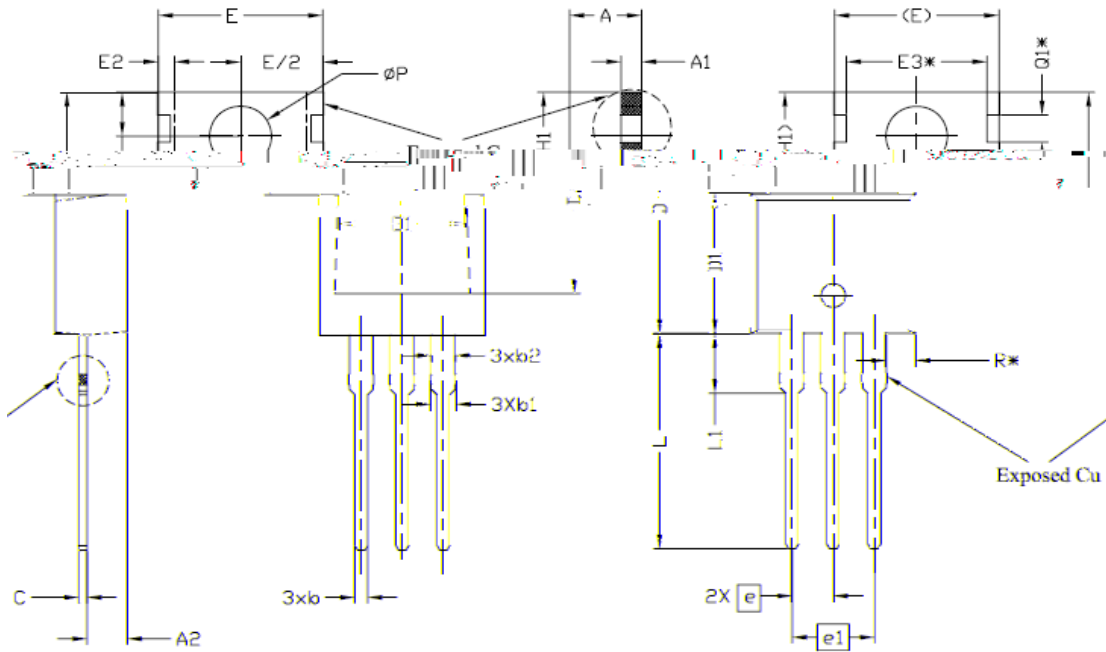 E
A
(E)
E2
E/2
A1
E3*
Q1*
ØP
H1
D1
D1
3xb2
R*
3Xb1
L
L1
Exposed Cu
C
3xb
2X e
A2
e1